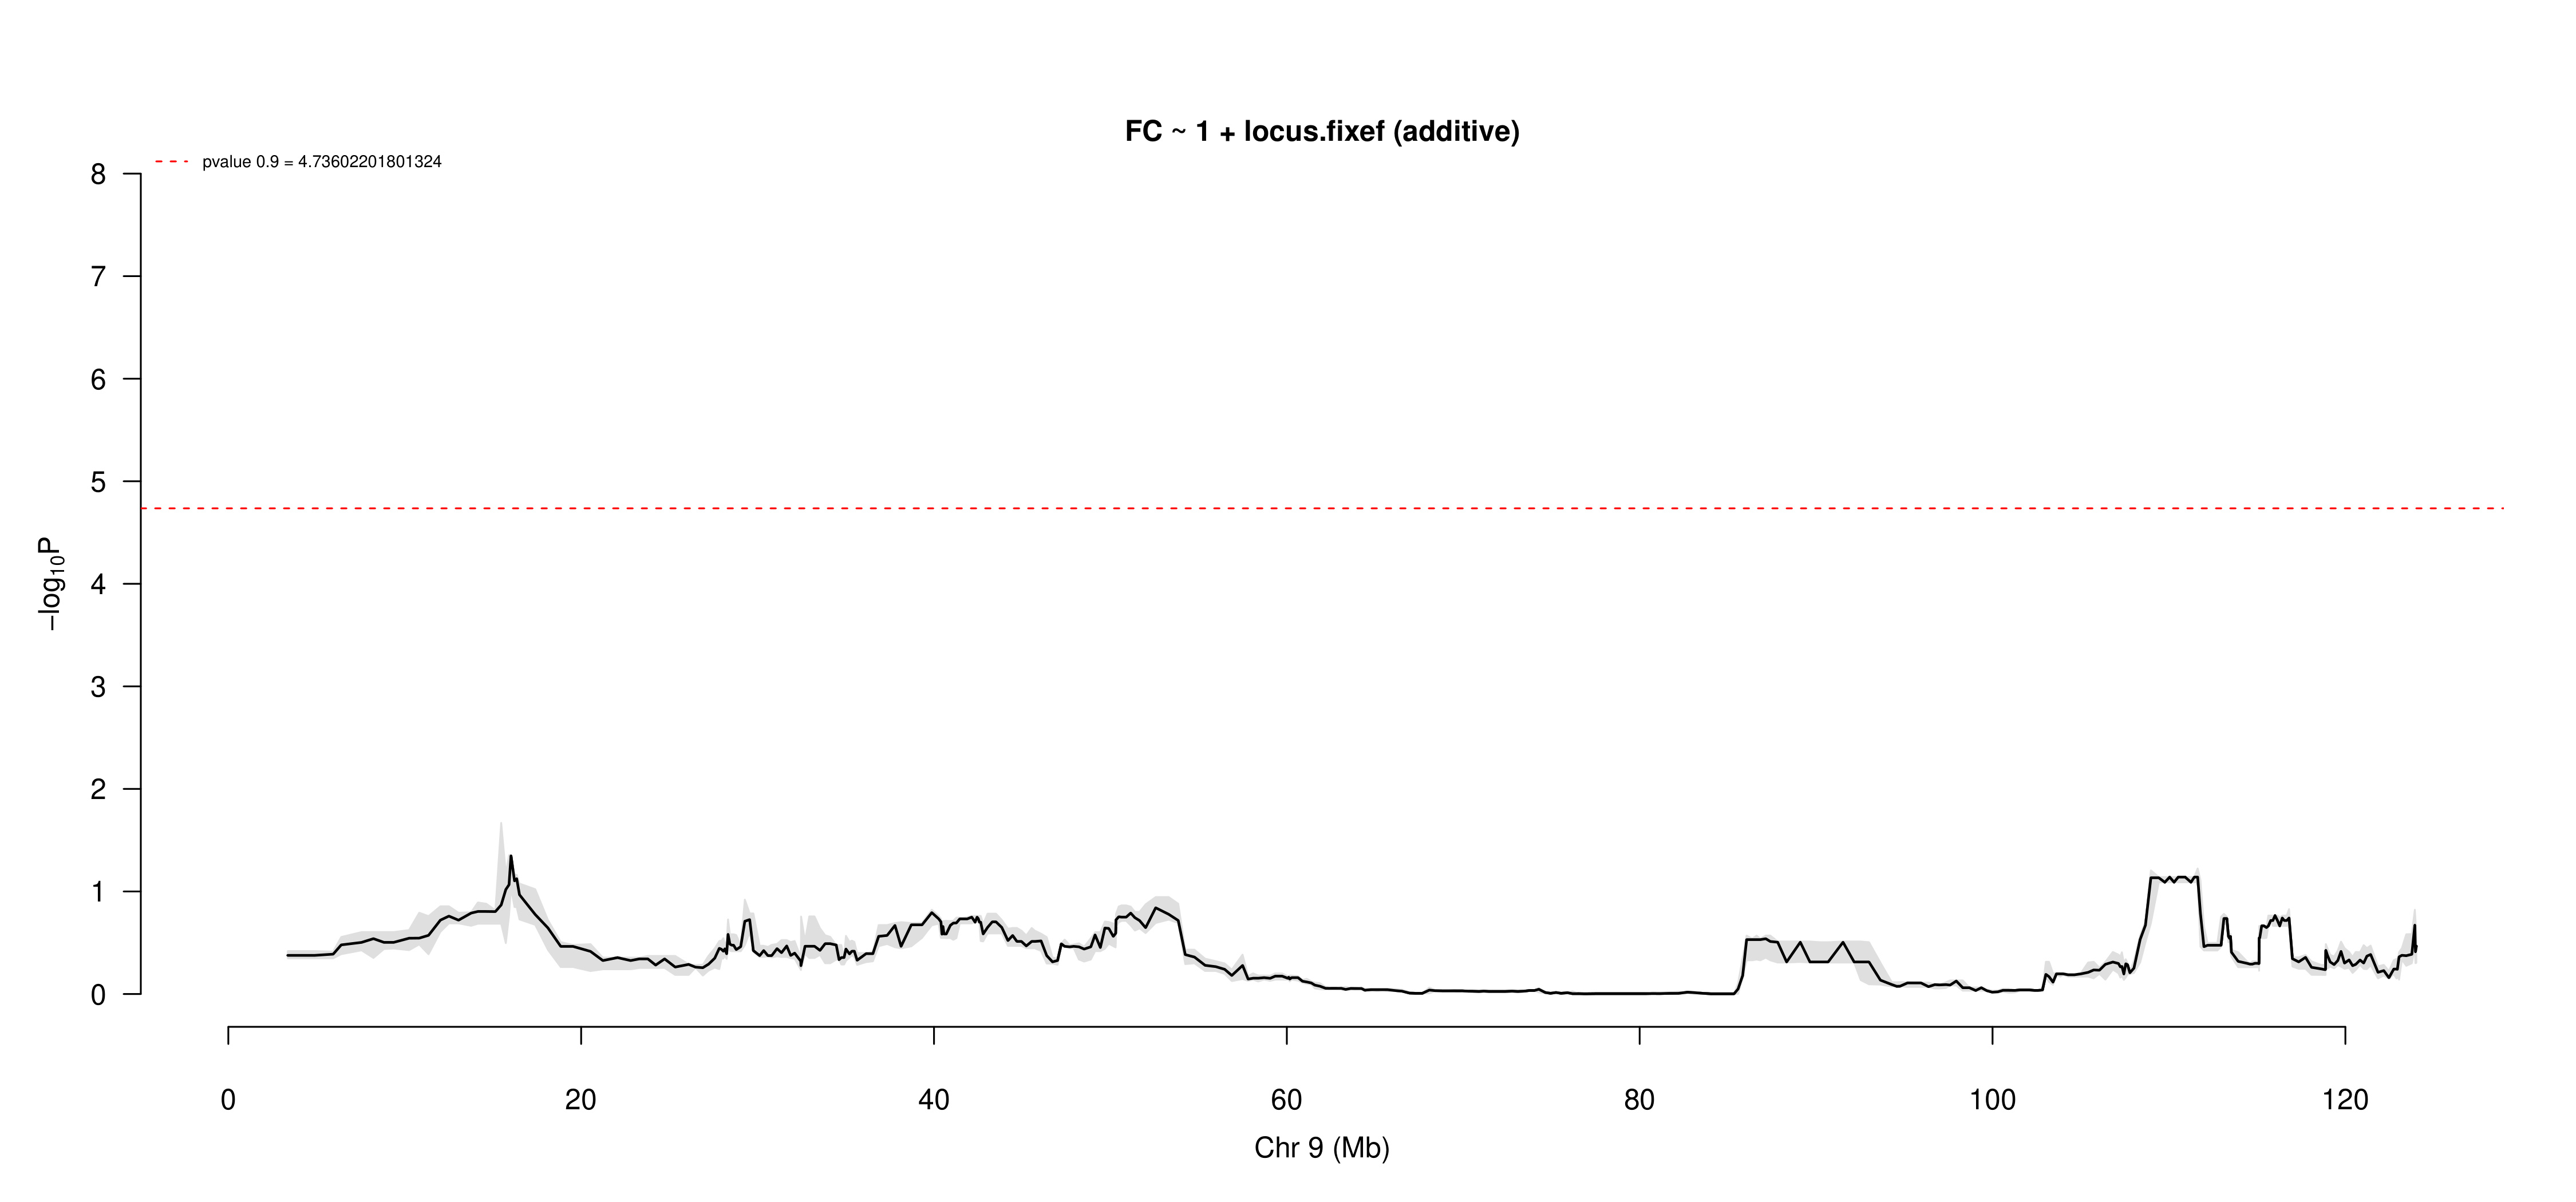 FC ~ 1 + locus.fixef (additive)
pvalue 0.9 = 4.73602201801324
8
7
6
5
4
3
2
1
0
−log10P
0 20 40 60 80 100 120
Chr 9 (Mb)